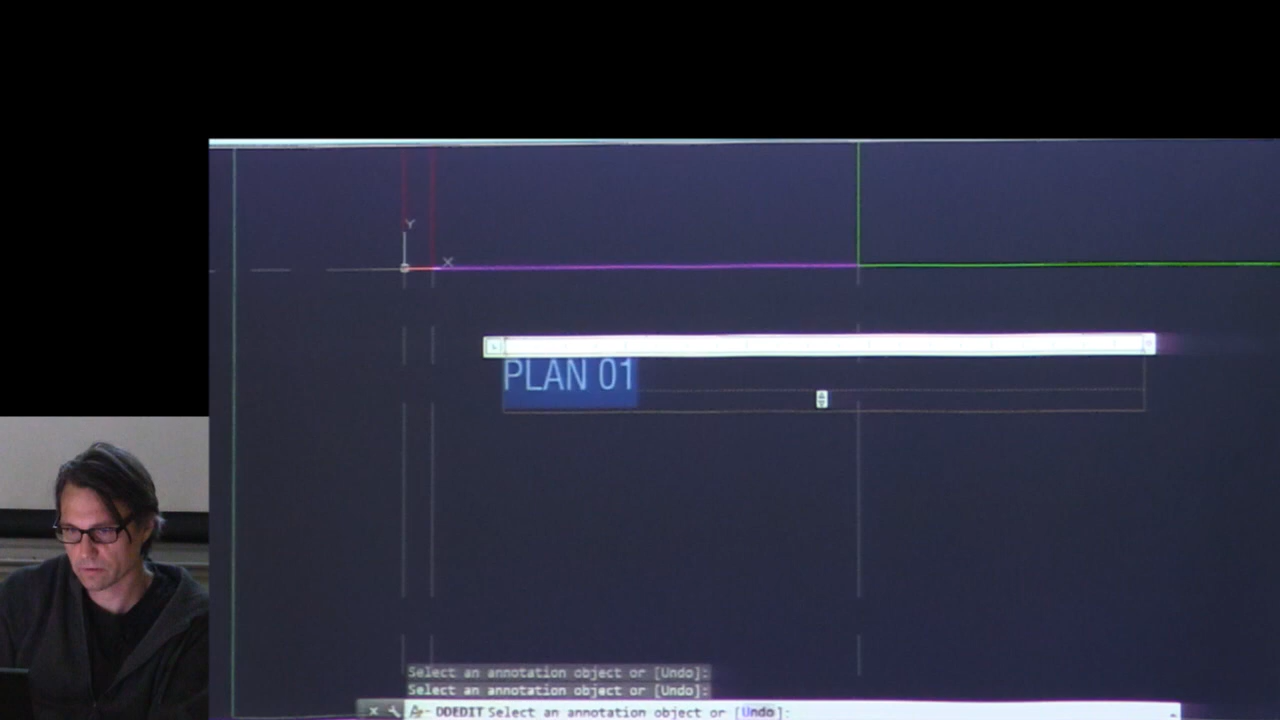 Y
X
PLAN 01
Select an annotation object or [Undo]:
Select an annotation object or [Undo]:
DDEDIT Select an annotation object or [Undo]: